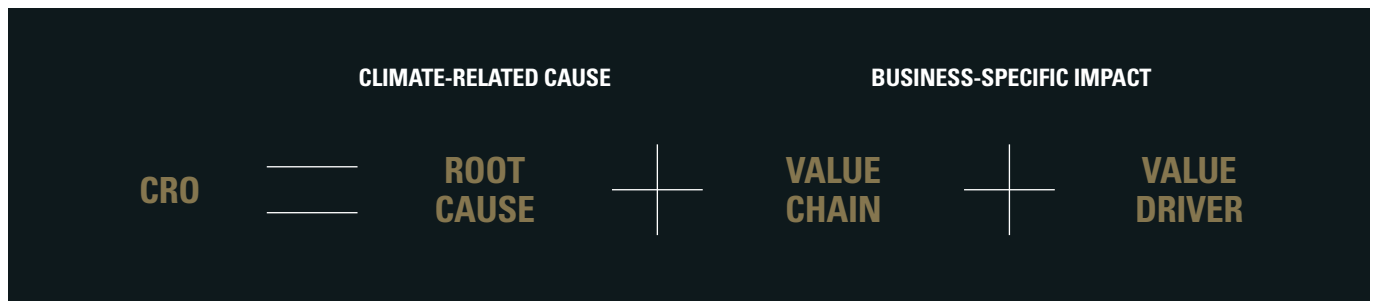 CLIMATE-RELATED CAUSE
BUSINESS-SPECIFIC IMPACT
CRO
ROOT
CAUSE
VALUE
CHAIN
VALUE
DRIVER